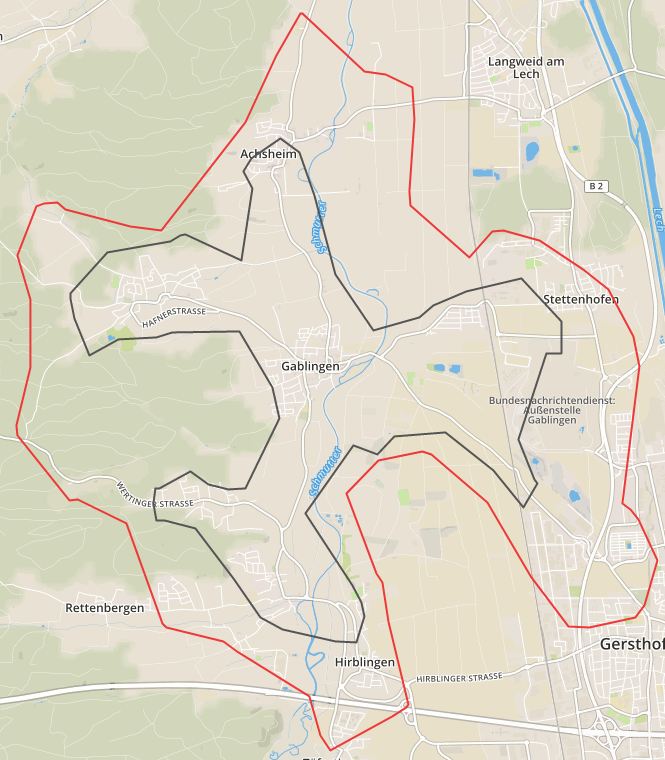 Langweid am
Lech
Achsheim
B 2
Lech
Schmutter
Stettenhofen
HAFNERSTRASSE
Gablingen
Bundesnachrichtendienst:
Außenstelle
Gablingen
Schmutter
WERTINGER STRASSE
Rettenbergen
Gersthof
Hirblingen
HIRBLINGER STRASSE